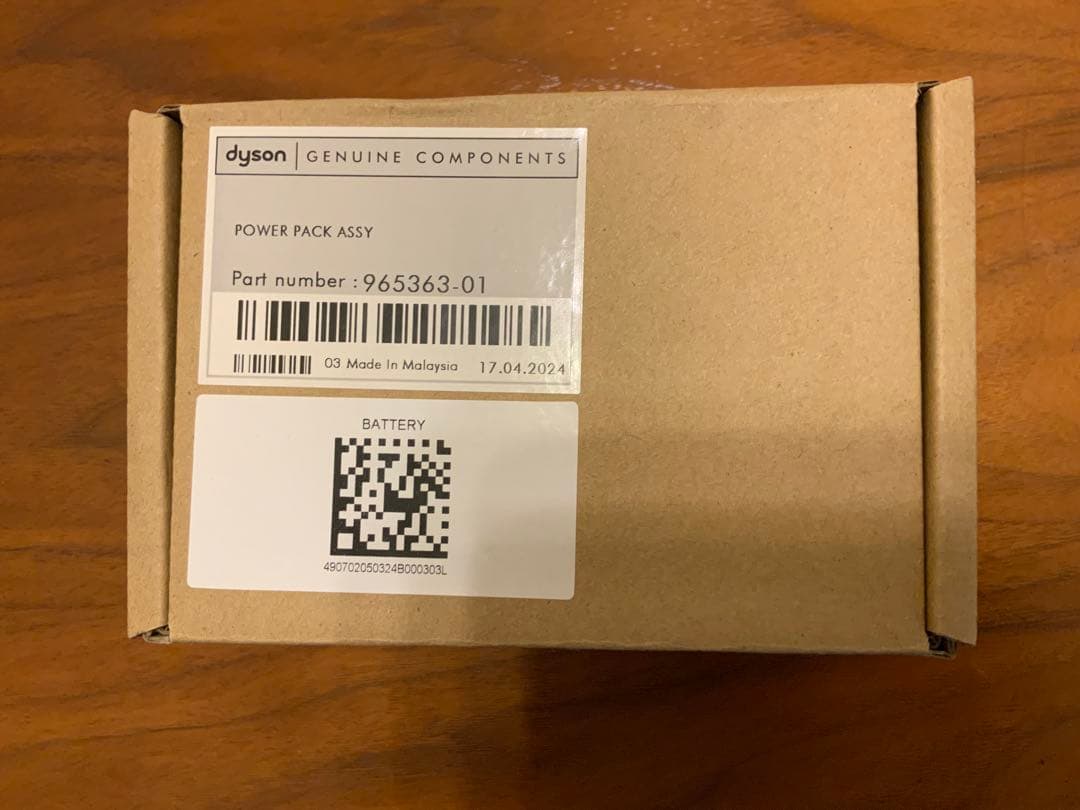 dyson GENUINE COMPONENTS
POWER PACK ASSY
Part number : 965363-01
03 Made In Malaysia 17.04.2024
BATTERY
490702050324B000303L